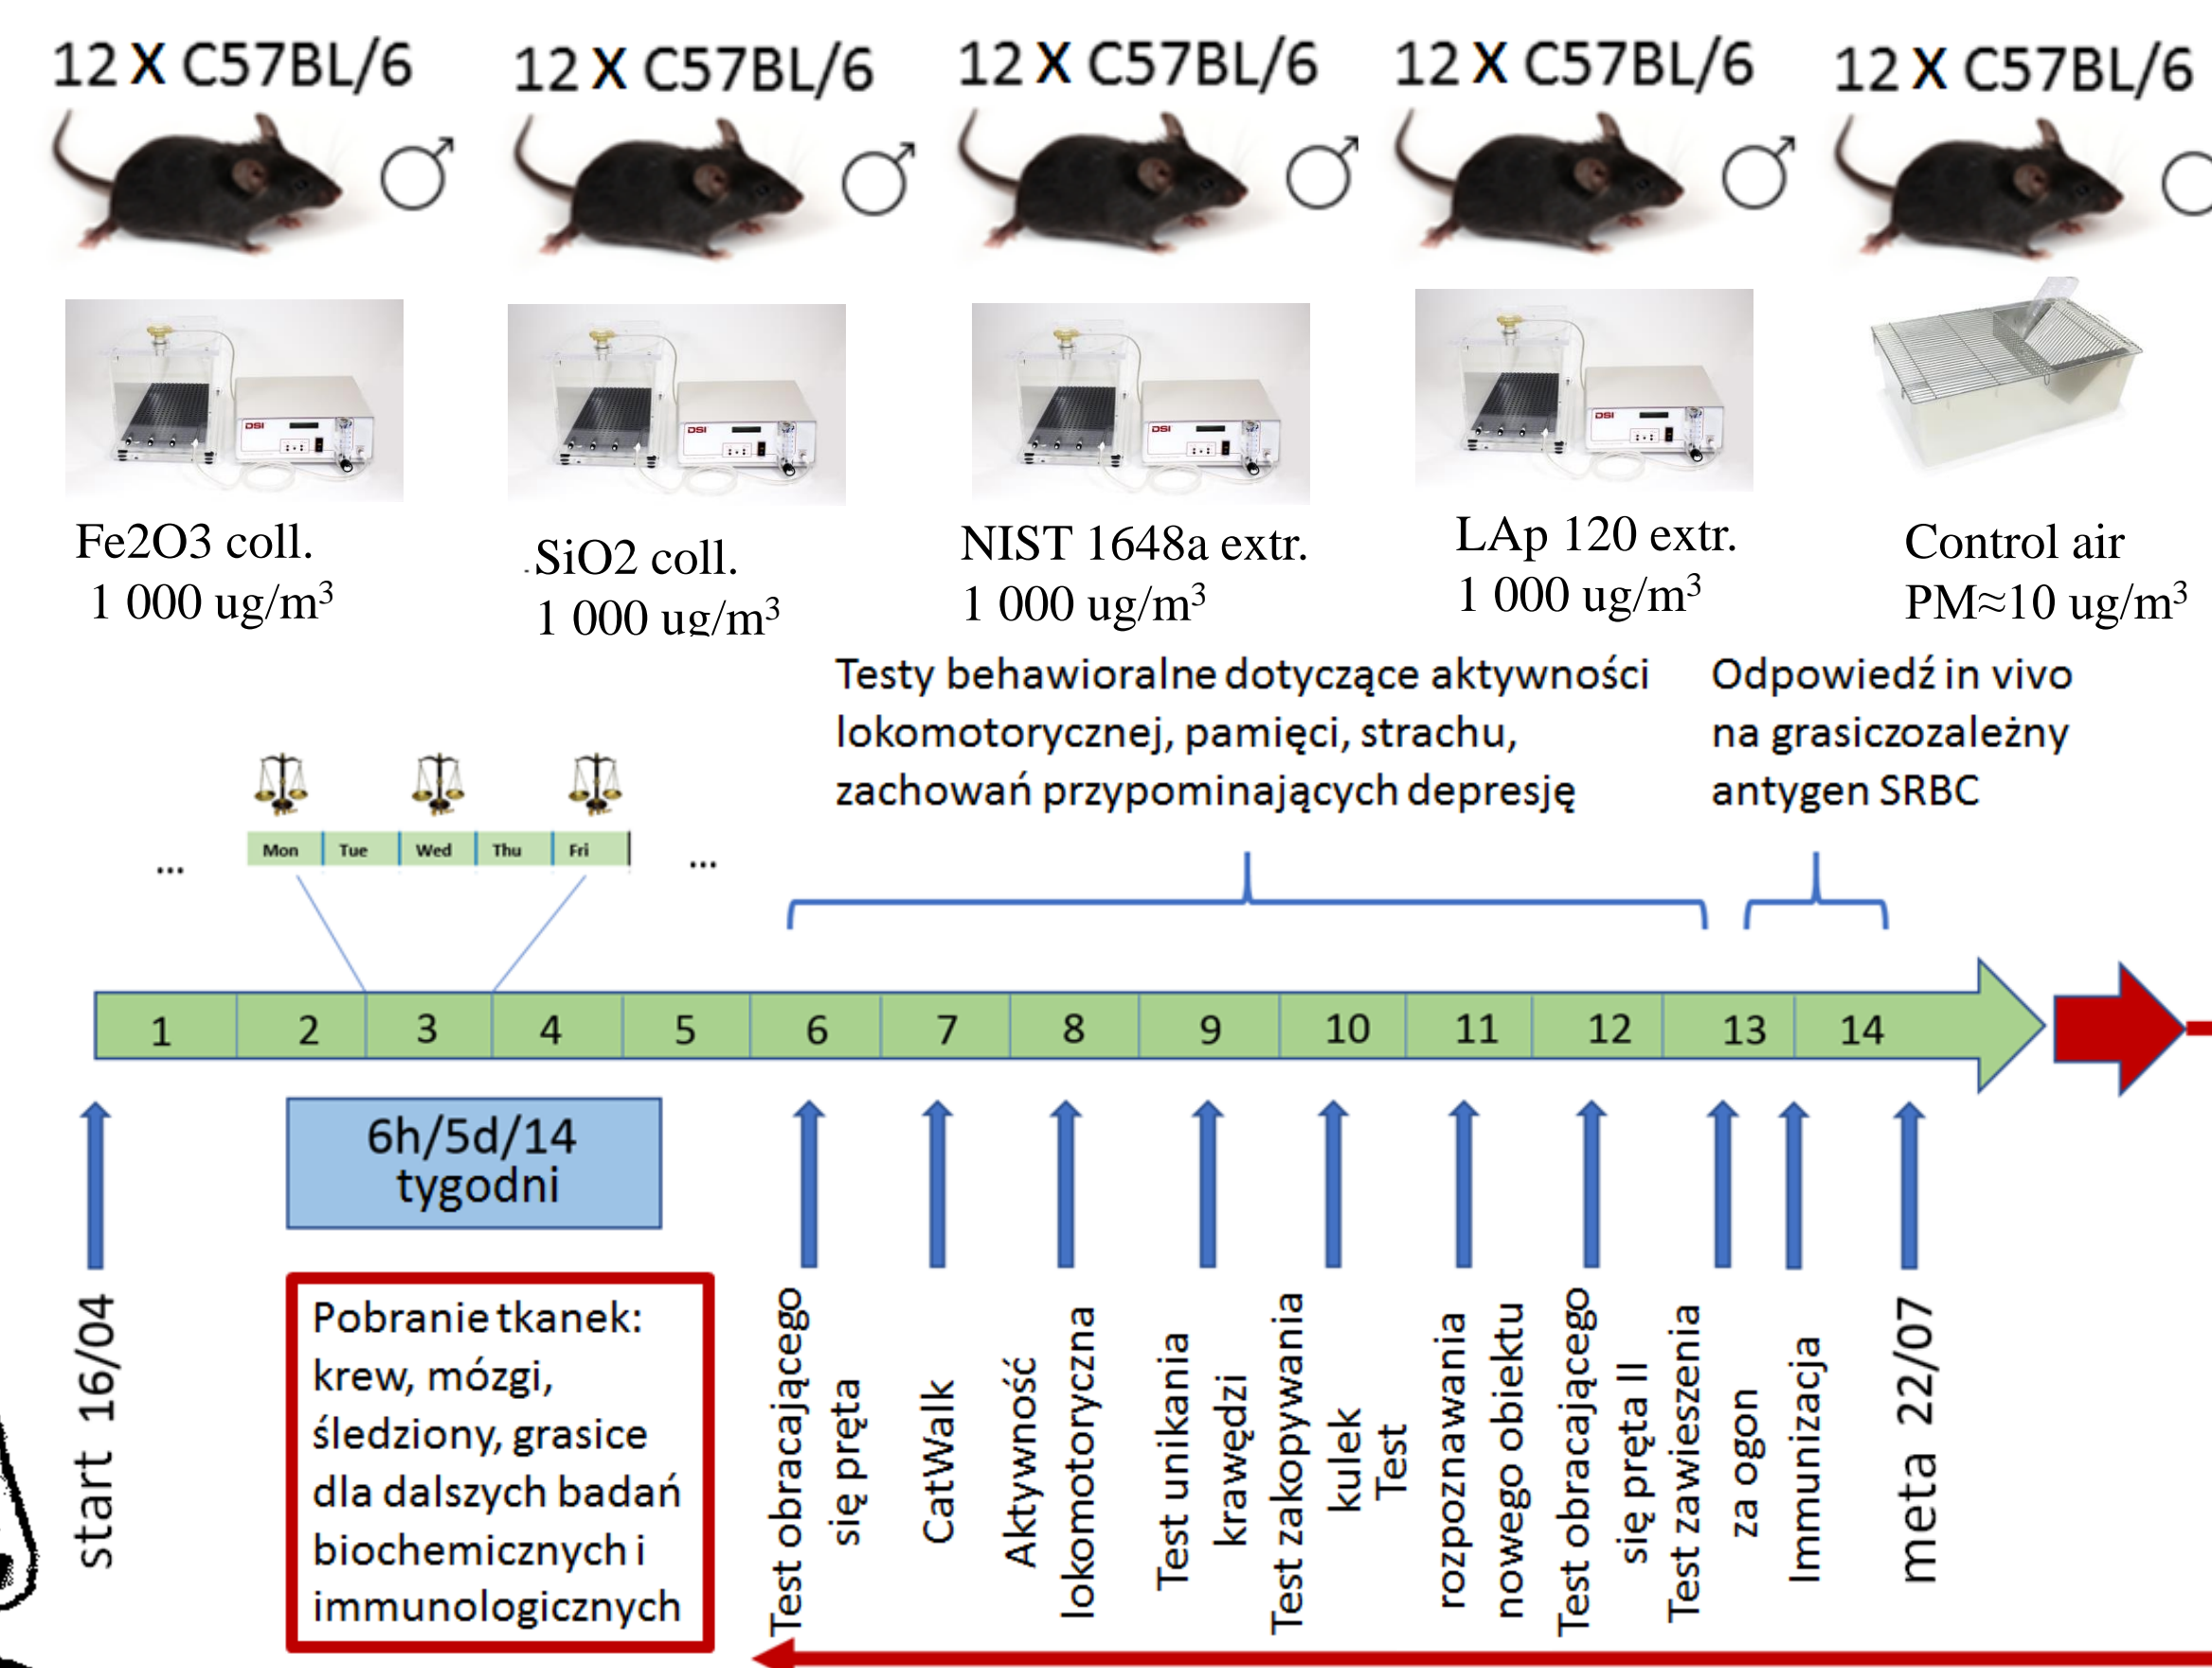 12 X C57BL/6
12 X C57BL/6
12 X C57BL/6
12 X C57BL/6
12 X C57BL/6
DSI
DSI
DSI
DSI
Fe2O3 coll.
1 000 ug/m³
SiO2 coll.
1 000 ug/m³
NIST 1648a extr.
1 000 ug/m³
LAp 120 extr.
1 000 ug/m³
Control air
PM≈10 ug/m³
Testy behawioralne dotyczące aktywności
lokomotorycznej, pamięci, strachu,
zachowań przypominających depresję
Odpowiedź in vivo
na grasiczozależny
antygen SRBC
... Mon Tue Wed Thu Fri ...
1 2 3 4 5 6 7 8 9 10 11 12 13 14
6h/5d/14
tygodni
start 16/04
Pobranie tkanek:
krew, mózgi,
śledziony, grasice
dla dalszych badań
biochemicznych i
immunologicznych
Test obracającego
się pręta
CatWalk
Aktywność
lokomotoryczna
Test unikania
krawędzi
Test zakopywania
kulek
Test
rozpoznawania
nowego obiektu
Test obracającego
się pręta II
Test zawieszenia
za ogon
Immunizacja
meta 22/07